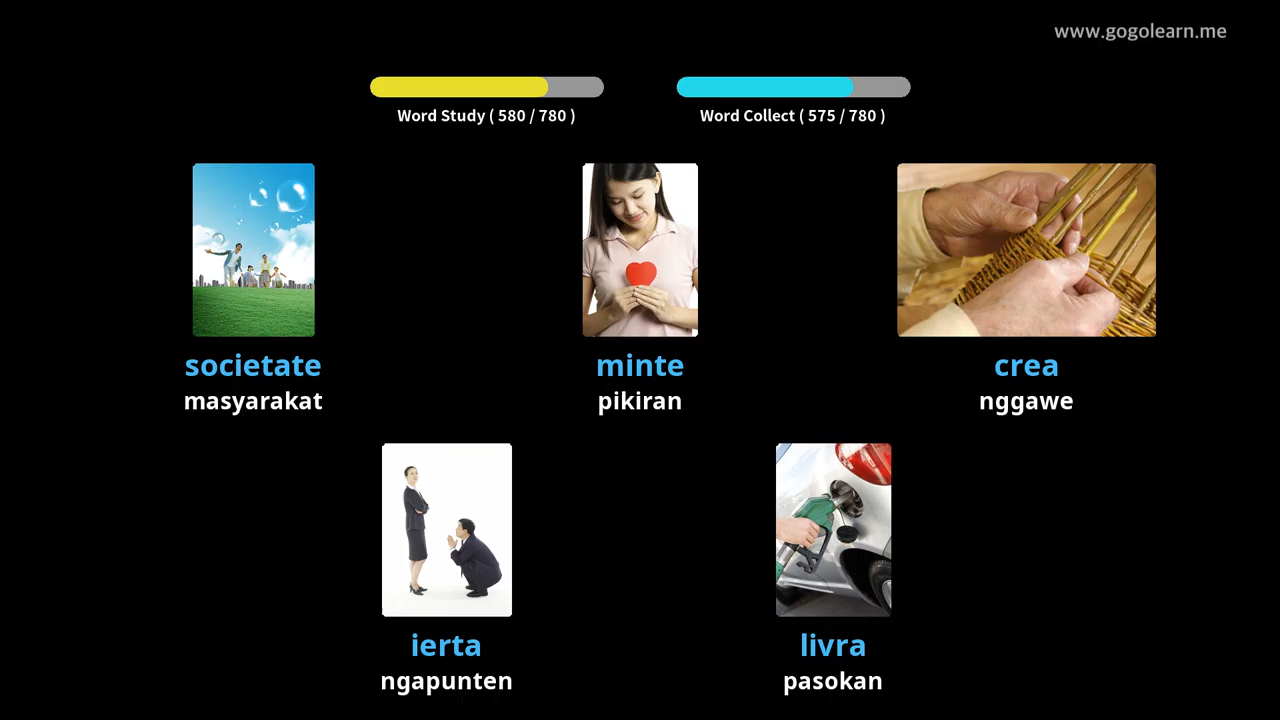 www.gogolearn.me
Word Study ( 580 / 780 )
Word Collect ( 575 / 780 )
societate
masyarakat
minte
pikiran
crea
nggawe
ierta
ngapunten
livra
pasokan